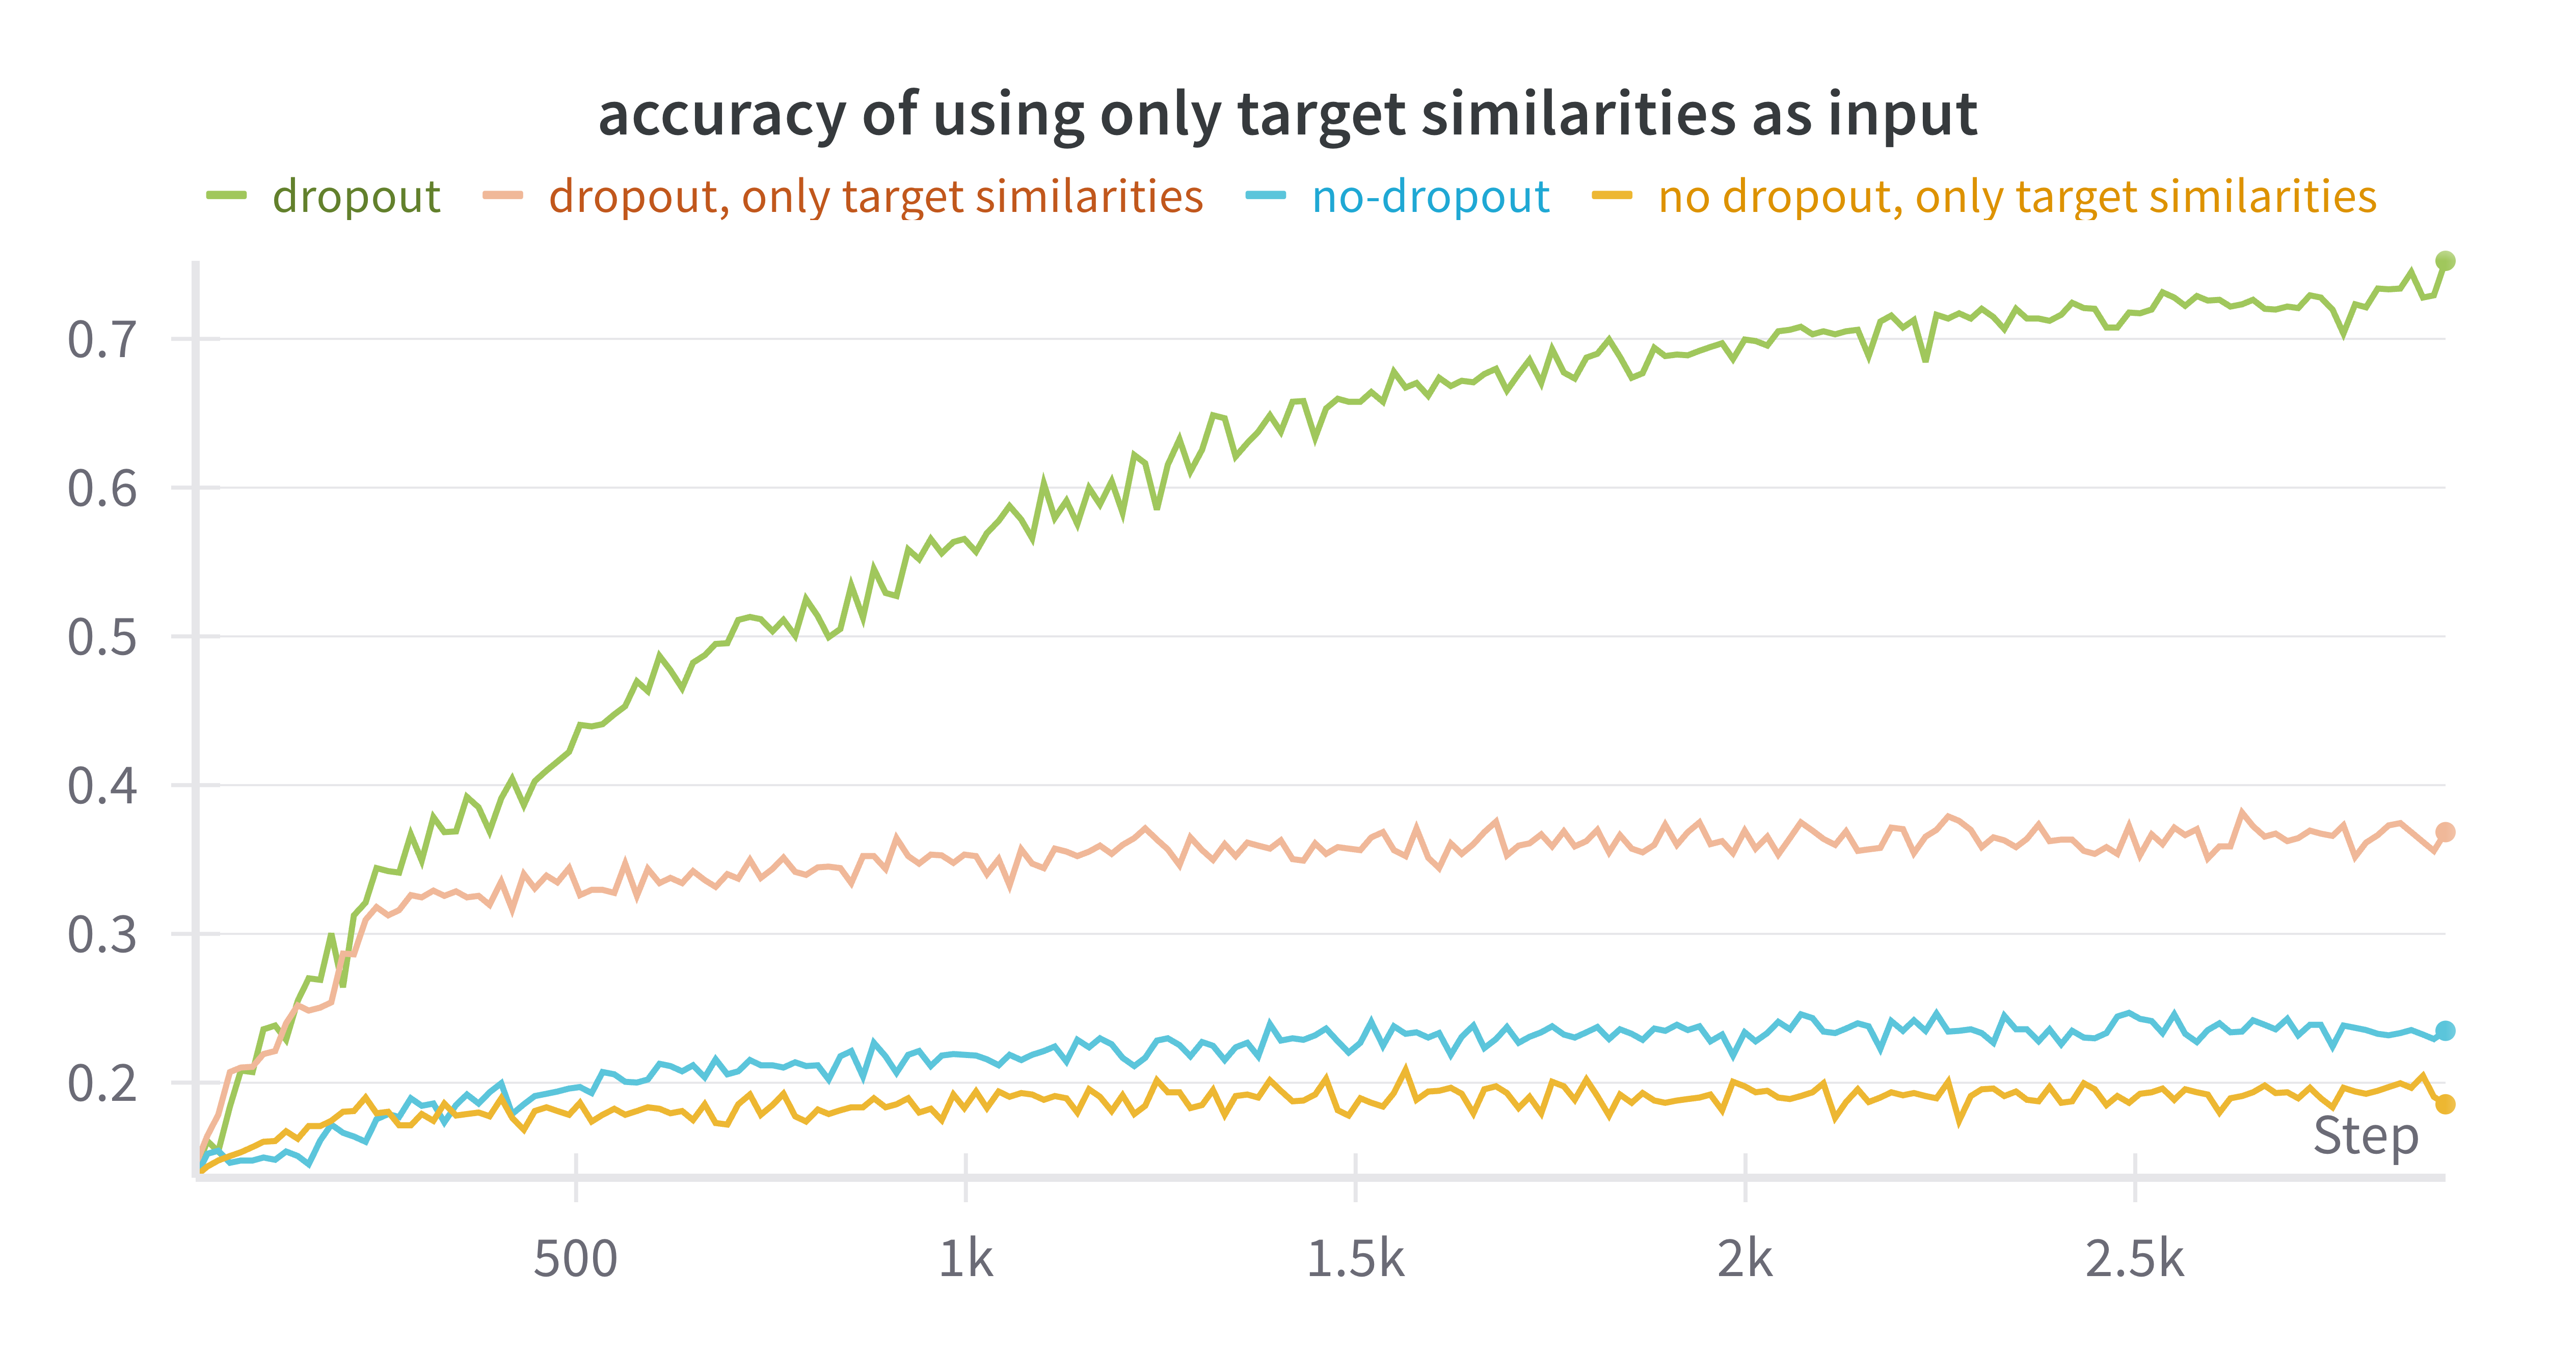 accuracy of using only target similarities as input
dropout dropout, only target similarities no-dropout no dropout, only target similarities
0.7
0.6
0.5
0.4
0.3
0.2
Step
500 1k 1.5k 2k 2.5k